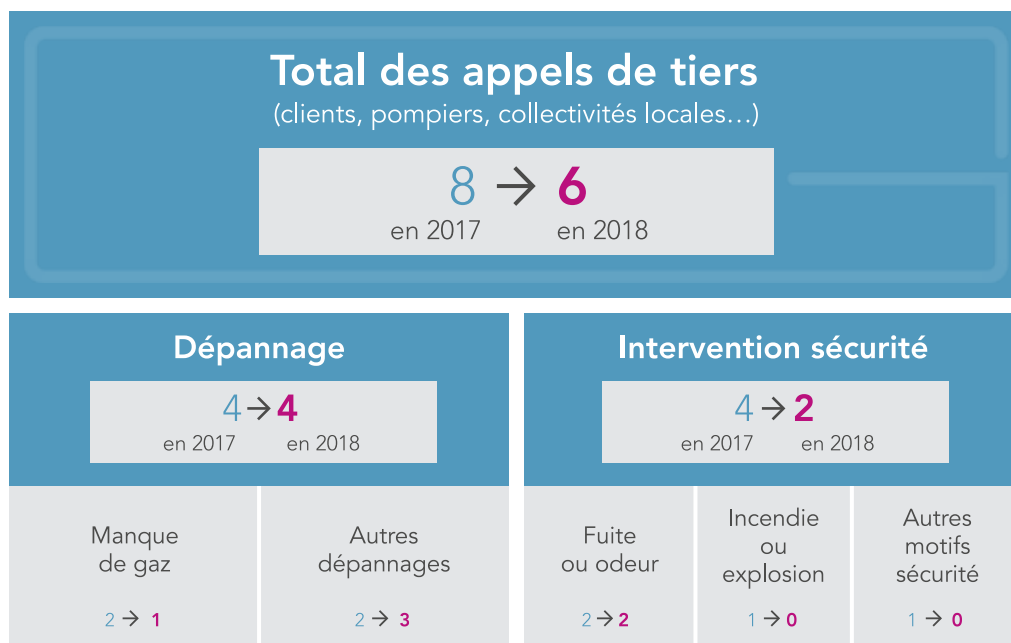 Total des appels de tiers
(clients, pompiers, collectivités locales…)
8 → 6
en 2017 en 2018
Dépannage
4 → 4
en 2017 en 2018
Manque
de gaz
2 → 1
Autres
dépannages
2 → 3
Intervention sécurité
4 → 2
en 2017 en 2018
Fuite
ou odeur
2 → 2
Incendie
ou
explosion
1 → 0
Autres
motifs
sécurité
1 → 0